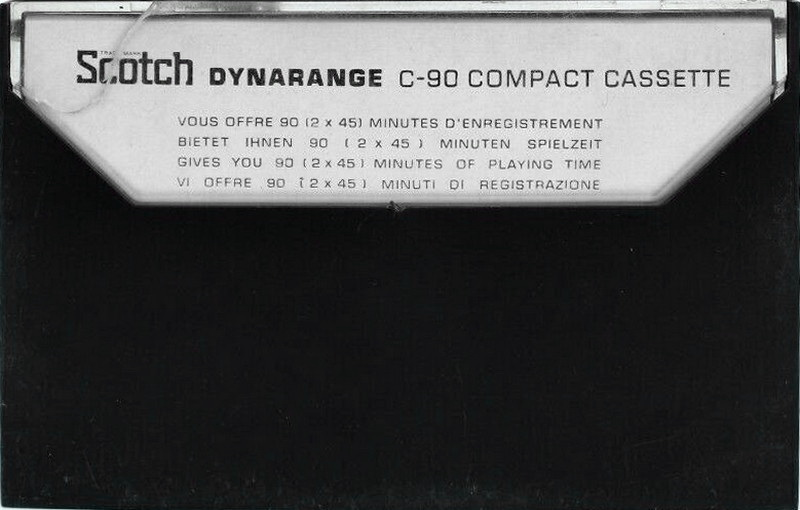 Scotch DYNARANGE C-90 COMPACT CASSETTE
VOUS OFFRE 90 (2 x 45) MINUTES D'ENREGISTREMENT
BIETET IHNEN 90 (2 x 45) MINUTEN SPIELZEIT
GIVES YOU 90 (2 x 45) MINUTES OF PLAYING TIME
VI OFFRE 90 (2 x 45) MINUTI DI REGISTRAZIONE